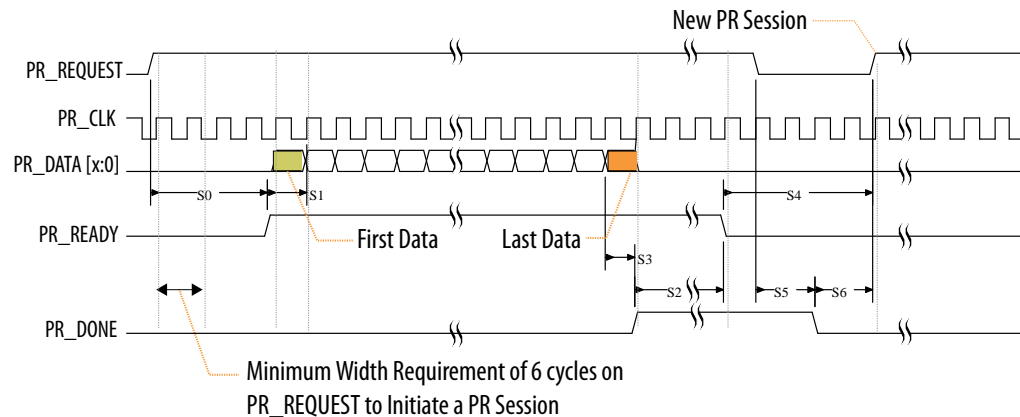 New PR Session
PR_REQUEST
PR_CLK
PR_DATA [x:0]
S0
S1
S4
PR_READY
First Data
Last Data
S3
S2
S5
S6
PR_DONE
Minimum Width Requirement of 6 cycles on
PR_REQUEST to Initiate a PR Session